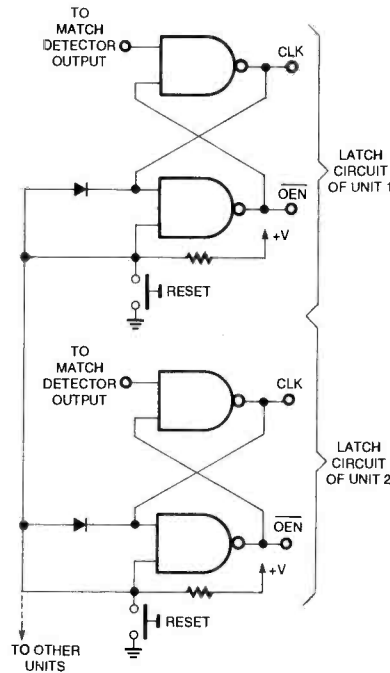 TO
MATCH
DETECTOR
OUTPUT
CLK
LATCH
CIRCUIT
OF UNIT 1
OEN
+V
RESET
TO
MATCH
DETECTOR
OUTPUT
CLK
LATCH
CIRCUIT
OF UNIT 2
OEN
+V
RESET
TO OTHER
UNITS